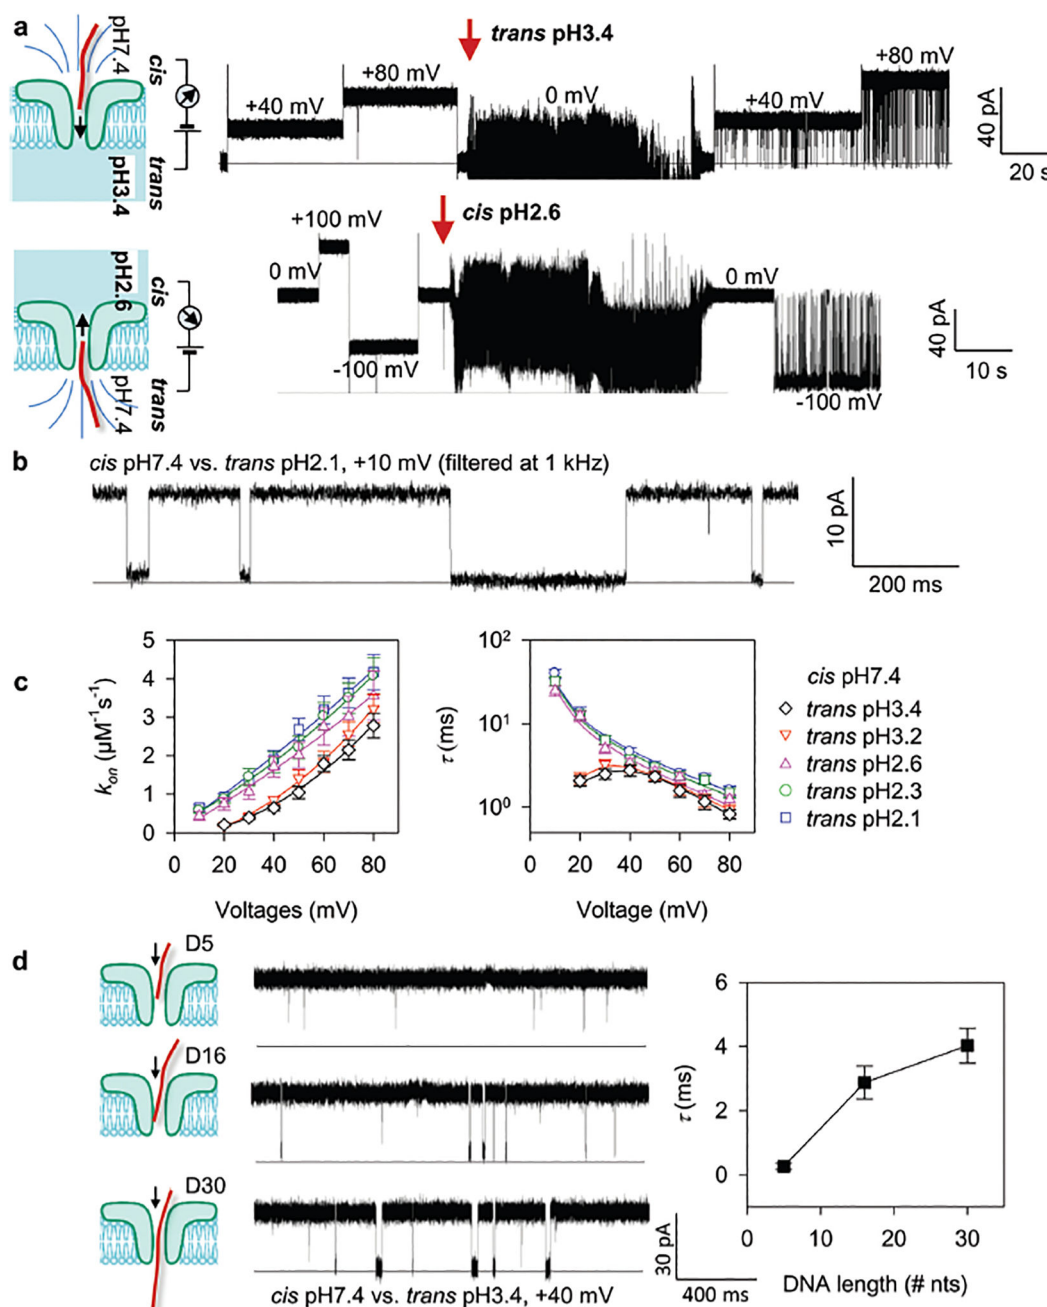 a
pH7.4
cis
trans
pH3.4
trans pH3.4
+40 mV
+80 mV
0 mV
+40 mV
+80 mV
40 pA
20 s
pH2.6
cis
trans
pH7.4
cis pH2.6
0 mV
+100 mV
-100 mV
0 mV
-100 mV
40 pA
10 s
b
cis pH7.4 vs. trans pH2.1, +10 mV (filtered at 1 kHz)
10 pA
200 ms
c
kon (µM-1s-1)
5
4
3
2
1
0
0 20 40 60 80
Voltages (mV)
τ (ms)
10²
10¹
10⁰
0 20 40 60 80
Voltage (mV)
cis pH7.4
trans pH3.4
trans pH3.2
trans pH2.6
trans pH2.3
trans pH2.1
d
D5
D16
D30
cis pH7.4 vs. trans pH3.4, +40 mV
30 pA
400 ms
τ (ms)
6
4
2
0
0 10 20 30
DNA length (# nts)